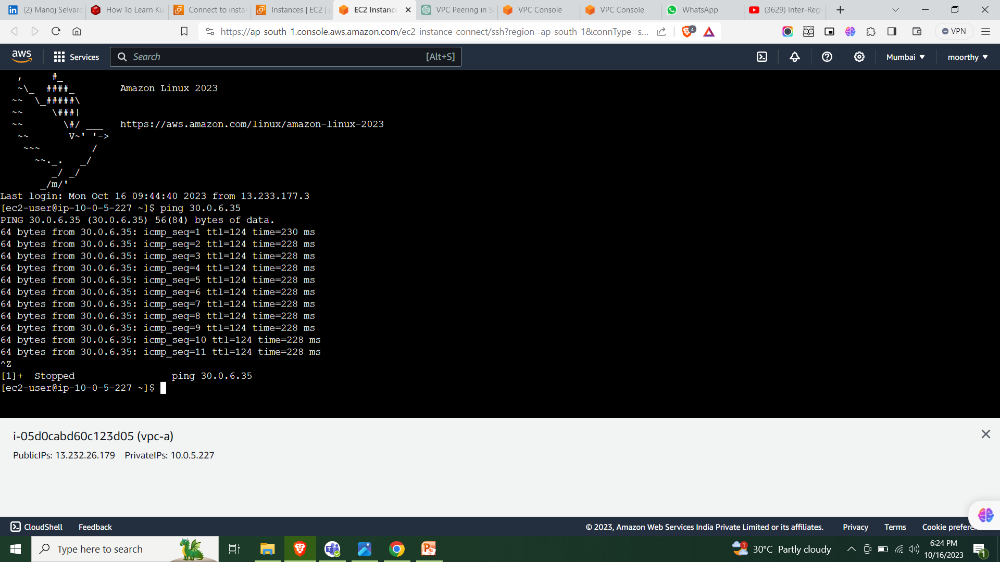 (2) Manoj Selvara
How To Learn Ku
Connect to instan
Instances | EC2 |
EC2 Instance
VPC Peering in S
VPC Console
VPC Console
WhatsApp
(3629) Inter-Regi
https://ap-south-1.console.aws.amazon.com/ec2-instance-connect/ssh?region=ap-south-1&connType=s...
4
VPN
aws
Services
Search
[Alt+S]
Mumbai
moorthy
,      #_
~\_  ####_        Amazon Linux 2023
~~  \_#####\
~~     \###|
~~       \#/ ___   https://aws.amazon.com/linux/amazon-linux-2023
~~       V~' '->
~~~         /
~~._.   _/
_/ _/
_/m/'
Last login: Mon Oct 16 09:44:40 2023 from 13.233.177.3
[ec2-user@ip-10-0-5-227 ~]$ ping 30.0.6.35
PING 30.0.6.35 (30.0.6.35) 56(84) bytes of data.
64 bytes from 30.0.6.35: icmp_seq=1 ttl=124 time=230 ms
64 bytes from 30.0.6.35: icmp_seq=2 ttl=124 time=228 ms
64 bytes from 30.0.6.35: icmp_seq=3 ttl=124 time=228 ms
64 bytes from 30.0.6.35: icmp_seq=4 ttl=124 time=228 ms
64 bytes from 30.0.6.35: icmp_seq=5 ttl=124 time=228 ms
64 bytes from 30.0.6.35: icmp_seq=6 ttl=124 time=228 ms
64 bytes from 30.0.6.35: icmp_seq=7 ttl=124 time=228 ms
64 bytes from 30.0.6.35: icmp_seq=8 ttl=124 time=228 ms
64 bytes from 30.0.6.35: icmp_seq=9 ttl=124 time=228 ms
64 bytes from 30.0.6.35: icmp_seq=10 ttl=124 time=228 ms
64 bytes from 30.0.6.35: icmp_seq=11 ttl=124 time=228 ms
^Z
[1]+  Stopped                 ping 30.0.6.35
[ec2-user@ip-10-0-5-227 ~]$
i-05d0cabd60c123d05 (vpc-a)
PublicIPs: 13.232.26.179    PrivateIPs: 10.0.5.227
CloudShell
Feedback
© 2023, Amazon Web Services India Private Limited or its affiliates.
Privacy
Terms
Cookie prefere
Type here to search
1
30°C  Partly cloudy
6:24 PM
10/16/2023
1